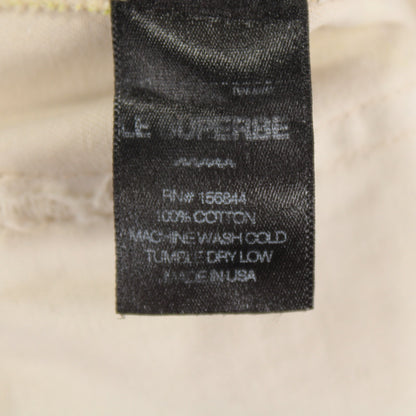 LE SUPERBE
RN# 156844
100% COTTON
MACHINE WASH COLD
TUMBLE DRY LOW
MADE IN USA